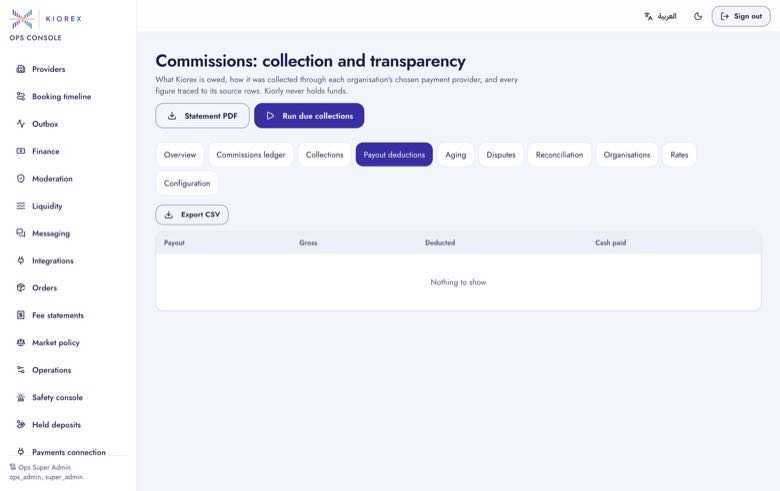 KIOREX
OPS CONSOLE
العربية
Sign out
Providers
Booking timeline
Outbox
Finance
Moderation
Liquidity
Messaging
Integrations
Orders
Fee statements
Market policy
Operations
Safety console
Held deposits
Payments connection
Ops Super Admin
ops_admin, super_admin
Commissions: collection and transparency
What Kiorex is owed, how it was collected through each organisation's chosen payment provider, and every
figure traced to its source rows. Kiorly never holds funds.
Statement PDF
Run due collections
Overview
Commissions ledger
Collections
Payout deductions
Aging
Disputes
Reconciliation
Organisations
Rates
Configuration
Export CSV
Payout Gross Deducted Cash paid
Nothing to show